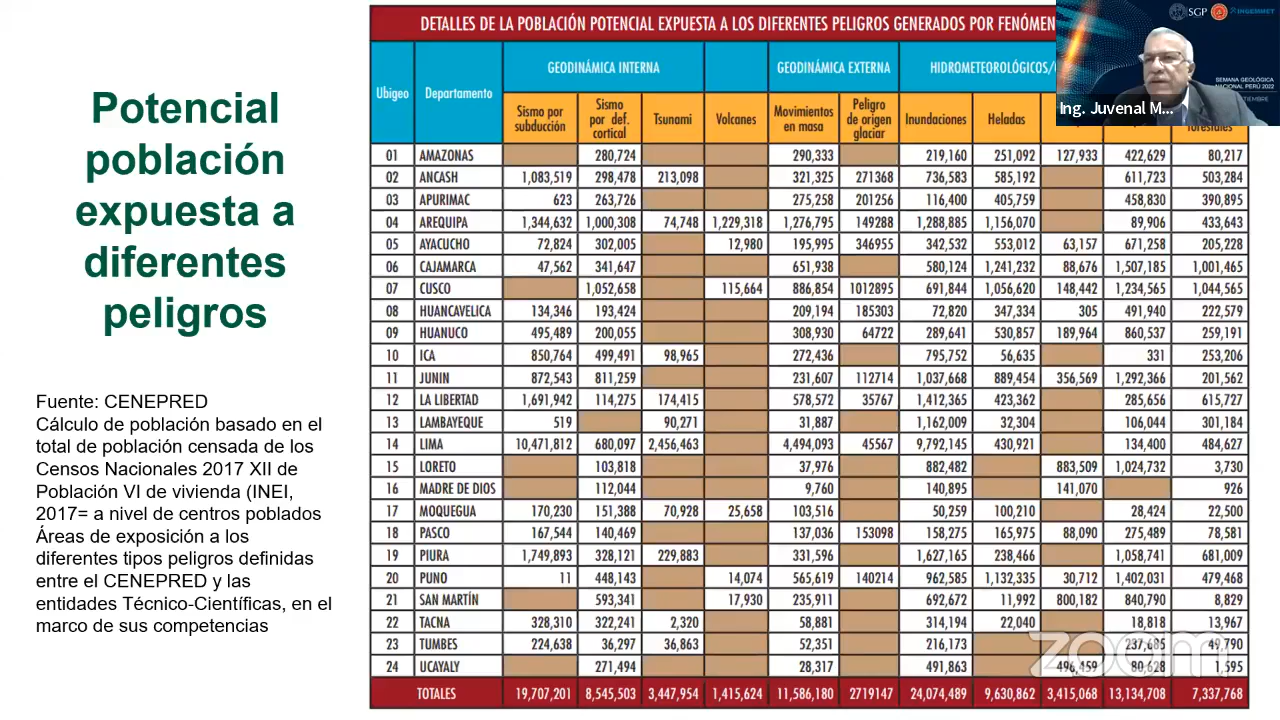 Potencial
población
expuesta a
diferentes
peligros
Fuente: CENEPRED
Cálculo de población basado en el
total de población censada de los
Censos Nacionales 2017 XII de
Población VI de vivienda (INEI,
2017= a nivel de centros poblados
Áreas de exposición a los
diferentes tipos peligros definidas
entre el CENEPRED y las
entidades Técnico-Científicas, en el
marco de sus competencias
DETALLES DE LA POBLACIÓN POTENCIAL EXPUESTA A LOS DIFERENTES PELIGROS GENERADOS POR FENÓME
SGP INGEMMET
SEMANA GEOLÓGICA
NACIONAL PERÚ 2022
Ing. Juvenal M...
Ubigeo Departamento GEODINÁMICA INTERNA GEODINÁMICA EXTERNA HIDROMETEOROLÓGICOS/
Sismo por subducción Sismo por def. cortical Tsunami Volcanes Movimientos en masa Peligro de origen glaciar Inundaciones Heladas forestales
01 AMAZONAS 280,724 290,333 219,160 251,092 127,933 422,629 80,217
02 ANCASH 1,083,519 298,478 213,098 321,325 271368 736,583 585,192 611,723 503,284
03 APURIMAC 623 263,726 275,258 201256 116,400 405,759 458,830 390,895
04 AREQUIPA 1,344,632 1,000,308 74,748 1,229,318 1,276,795 149288 1,288,885 1,156,070 89,906 433,643
05 AYACUCHO 72,824 302,005 12,980 195,995 346955 342,532 553,012 63,157 671,258 205,228
06 CAJAMARCA 47,562 341,647 651,938 580,124 1,241,232 88,676 1,507,185 1,001,465
07 CUSCO 1,052,658 115,664 886,854 1012895 691,844 1,056,620 148,442 1,234,565 1,044,565
08 HUANCAVELICA 134,346 193,424 209,194 185303 72,820 347,334 305 491,940 222,579
09 HUANUCO 495,489 200,055 308,930 64722 289,641 530,857 189,964 860,537 259,191
10 ICA 850,764 499,491 98,965 272,436 795,752 56,635 331 253,206
11 JUNIN 872,543 811,259 231,607 112714 1,037,668 889,454 356,569 1,292,366 201,562
12 LA LIBERTAD 1,691,942 114,275 174,415 578,572 35767 1,412,365 423,362 285,656 615,727
13 LAMBAYEQUE 519 90,271 31,887 1,162,009 32,304 106,044 301,184
14 LIMA 10,471,812 680,097 2,456,463 4,494,093 45567 9,792,145 430,921 134,400 484,627
15 LORETO 103,818 37,976 882,482 883,509 1,024,732 3,730
16 MADRE DE DIOS 112,044 9,760 140,895 141,070 926
17 MOQUEGUA 170,230 151,388 70,928 25,658 103,516 50,259 100,210 28,424 22,500
18 PASCO 167,544 140,469 137,036 153098 158,275 165,975 88,090 275,489 78,581
19 PIURA 1,749,893 328,121 229,883 331,596 1,627,165 238,466 1,058,741 681,009
20 PUNO 11 448,143 14,074 565,619 140214 962,585 1,132,335 30,712 1,402,031 479,468
21 SAN MARTÍN 593,341 17,930 235,911 692,672 11,992 800,182 840,790 8,829
22 TACNA 328,310 322,241 2,320 58,881 314,194 22,040 18,818 13,967
23 TUMBES 224,638 36,297 36,863 52,351 216,173 237,685 49,790
24 UCAYALY 271,494 28,317 491,863 496,459 80,628 1,595
TOTALES 19,707,201 8,545,503 3,447,954 1,415,624 11,586,180 2719147 24,074,489 9,630,862 3,415,068 13,134,708 7,337,768
zoom